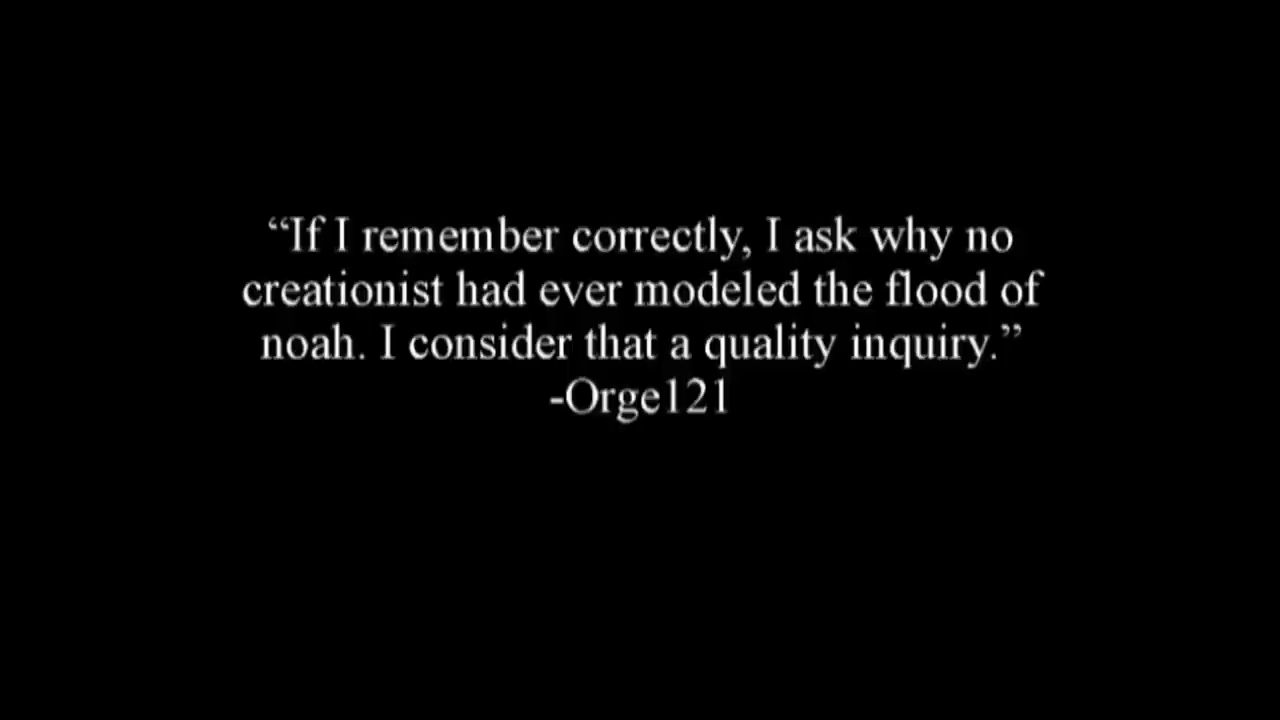 “If I remember correctly, I ask why no
creationist had ever modeled the flood of
noah. I consider that a quality inquiry.”
-Orge121